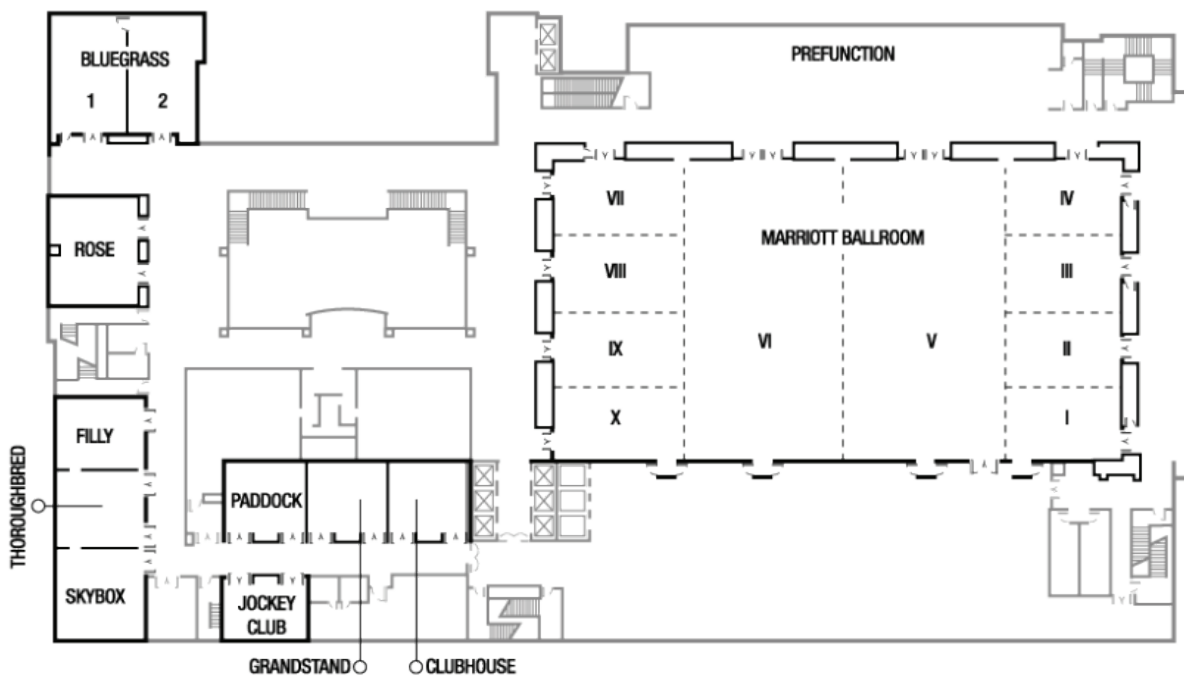 BLUEGRASS
1
2
PREFUNCTION
ROSE
VII
IV
MARRIOTT BALLROOM
VIII
III
IX
VI
V
II
X
I
FILLY
THOROUGHBRED
PADDOCK
SKYBOX
JOCKEY
CLUB
GRANDSTAND
CLUBHOUSE